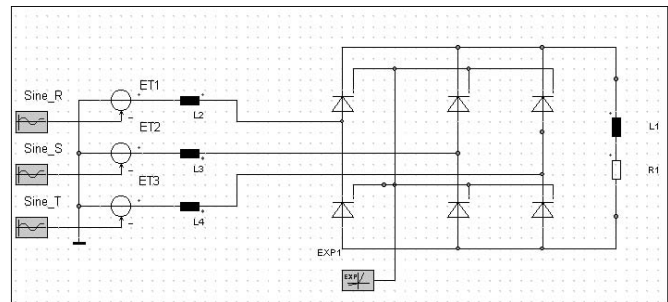 Sine_R
ET1
L2
ET2
Sine_S
L3
ET3
Sine_T
L4
L1
R1
EXP1
EXP